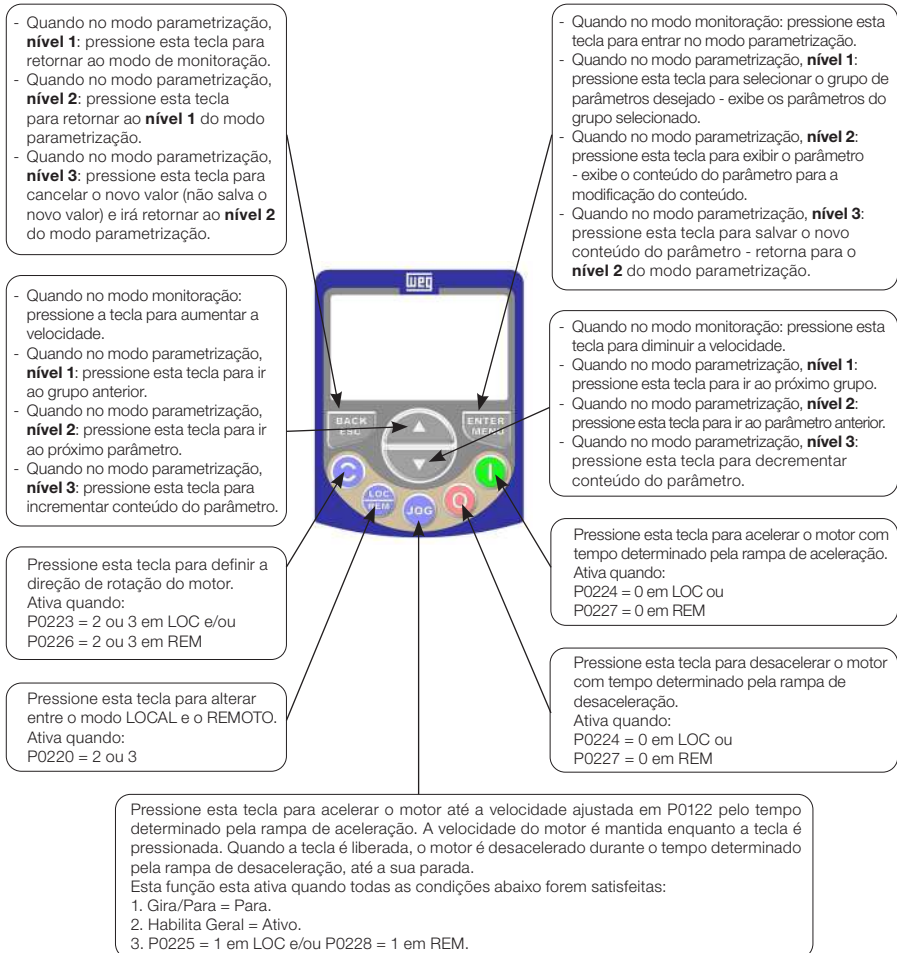 - Quando no modo parametrização,
nível 1: pressione esta tecla para
retornar ao modo de monitoração.
- Quando no modo parametrização,
nível 2: pressione esta tecla
para retornar ao nível 1 do modo
parametrização.
- Quando no modo parametrização,
nível 3: pressione esta tecla para
cancelar o novo valor (não salva o
novo valor) e irá retornar ao nível 2
do modo parametrização.
- Quando no modo monitoração: pressione esta
tecla para entrar no modo parametrização.
- Quando no modo parametrização, nível 1:
pressione esta tecla para selecionar o grupo de
parâmetros desejado - exibe os parâmetros do
grupo selecionado.
- Quando no modo parametrização, nível 2:
pressione esta tecla para exibir o parâmetro
- exibe o conteúdo do parâmetro para a
modificação do conteúdo.
- Quando no modo parametrização, nível 3:
pressione esta tecla para salvar o novo
conteúdo do parâmetro - retorna para o
nível 2 do modo parametrização.
- Quando no modo monitoração:
pressione a tecla para aumentar a
velocidade.
- Quando no modo parametrização,
nível 1: pressione esta tecla para ir
ao grupo anterior.
- Quando no modo parametrização,
nível 2: pressione esta tecla para ir
ao próximo parâmetro.
- Quando no modo parametrização,
nível 3: pressione esta tecla para
incrementar conteúdo do parâmetro.
weg
BACK
ESC
ENTER
MENU
LOC
REM
JOG
- Quando no modo monitoração: pressione esta
tecla para diminuir a velocidade.
- Quando no modo parametrização, nível 1:
pressione esta tecla para ir ao próximo grupo.
- Quando no modo parametrização, nível 2:
pressione esta tecla para ir ao parâmetro anterior.
- Quando no modo parametrização, nível 3:
pressione esta tecla para decrementar
conteúdo do parâmetro.
Pressione esta tecla para definir a
direção de rotação do motor.
Ativa quando:
P0223 = 2 ou 3 em LOC e/ou
P0226 = 2 ou 3 em REM
Pressione esta tecla para acelerar o motor com
tempo determinado pela rampa de aceleração.
Ativa quando:
P0224 = 0 em LOC ou
P0227 = 0 em REM
Pressione esta tecla para alterar
entre o modo LOCAL e o REMOTO.
Ativa quando:
P0220 = 2 ou 3
Pressione esta tecla para desacelerar o motor
com tempo determinado pela rampa de
desaceleração.
Ativa quando:
P0224 = 0 em LOC ou
P0227 = 0 em REM
Pressione esta tecla para acelerar o motor até a velocidade ajustada em P0122 pelo tempo
determinado pela rampa de aceleração. A velocidade do motor é mantida enquanto a tecla é
pressionada. Quando a tecla é liberada, o motor é desacelerado durante o tempo determinado
pela rampa de desaceleração, até a sua parada.
Esta função esta ativa quando todas as condições abaixo forem satisfeitas:
1. Gira/Para = Para.
2. Habilita Geral = Ativo.
3. P0225 = 1 em LOC e/ou P0228 = 1 em REM.